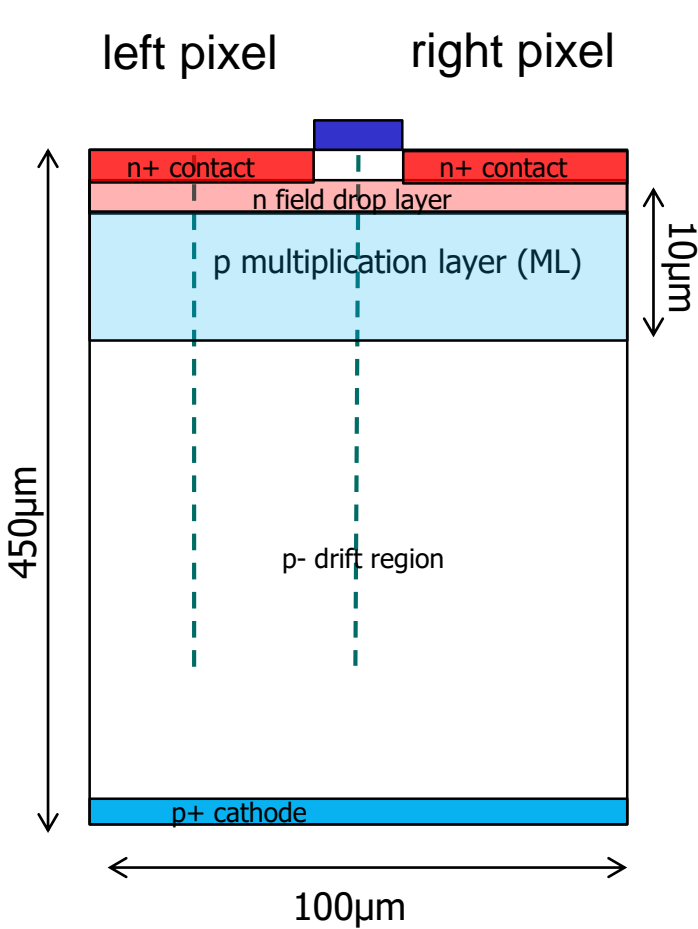 left pixel
right pixel
n+ contact
n+ contact
n field drop layer
p multiplication layer (ML)
10µm
450µm
p- drift region
p+ cathode
100µm